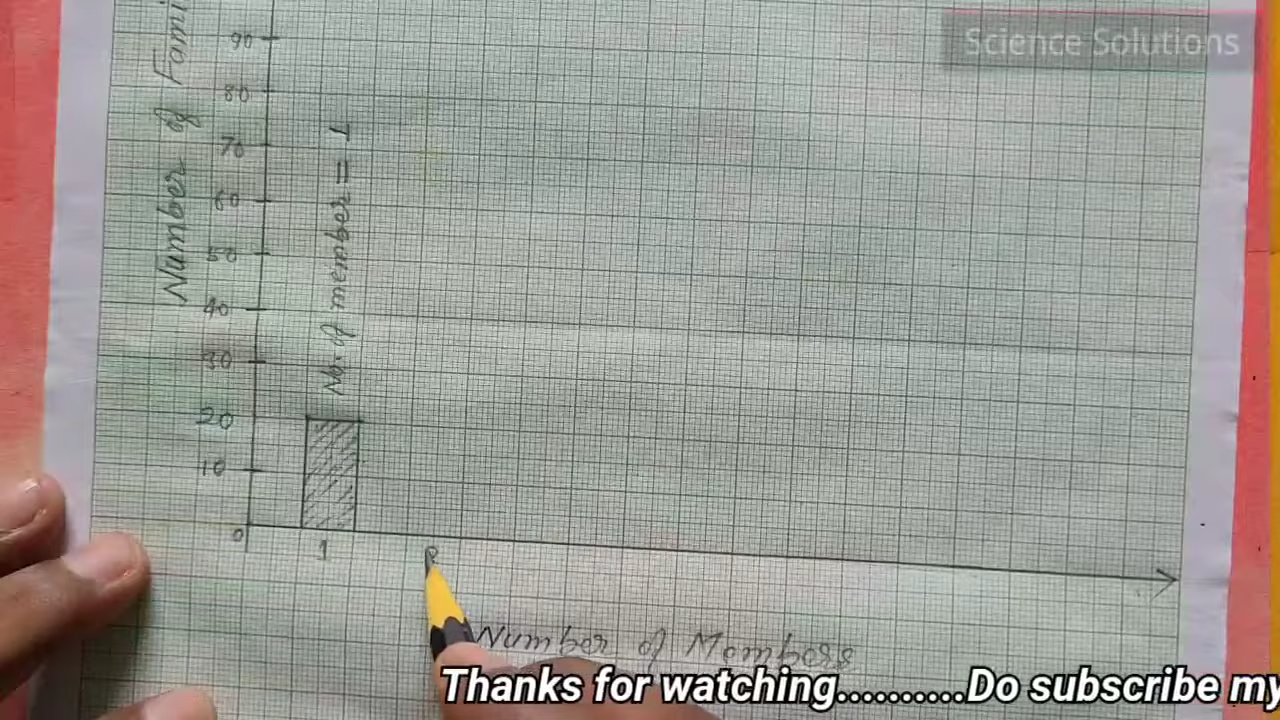 Science Solutions
Number of Fami
90
80
70
60
50
40
30
20
10
0
No. of member = 1
1
Number of Members
Thanks for watching..........Do subscribe my